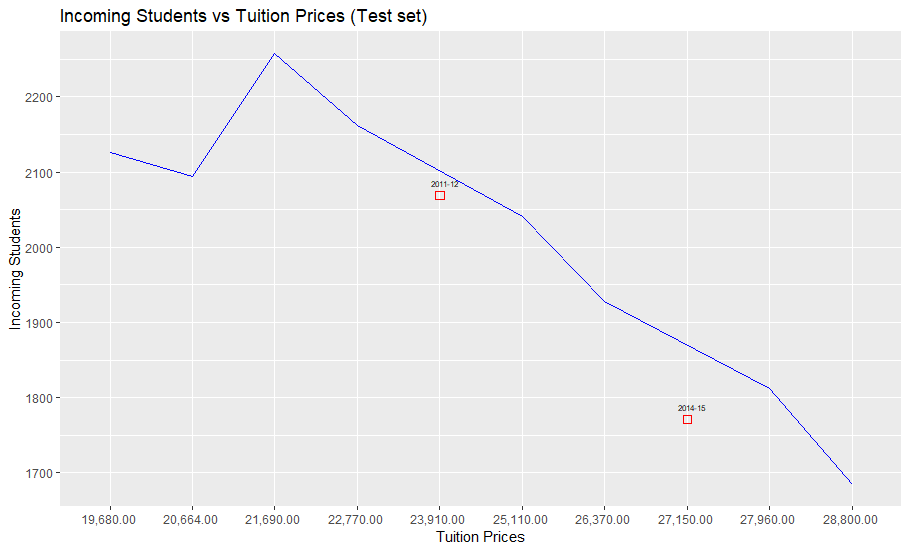 Incoming Students vs Tuition Prices (Test set)
Incoming Students
2200
2100
2000
1900
1800
1700
2011-12
2014-15
19,680.00 20,664.00 21,690.00 22,770.00 23,910.00 25,110.00 26,370.00 27,150.00 27,960.00 28,800.00
Tuition Prices